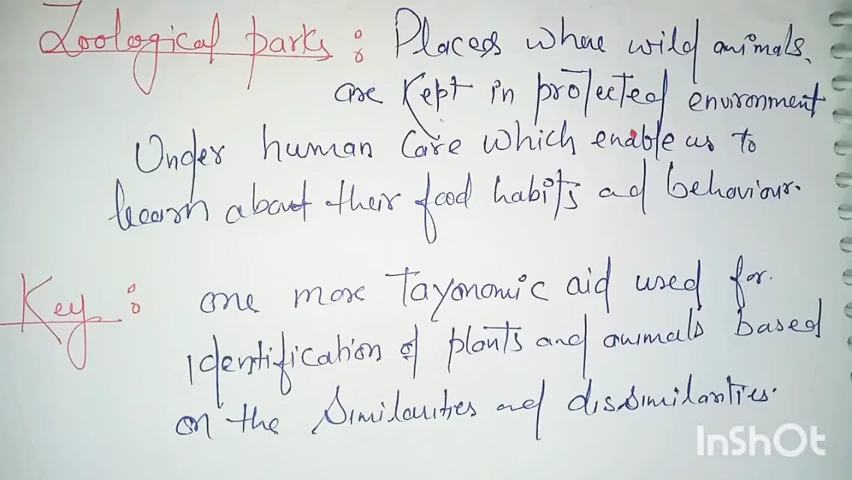 Zoological parks : Places where wild animals
are kept in protected environment
Under human care which enable us to
learn about their food habits and behaviour.
Key : one more Taxonomic aid used for
identification of plants and animals based
on the similarities and dissimilarities.
InShOt